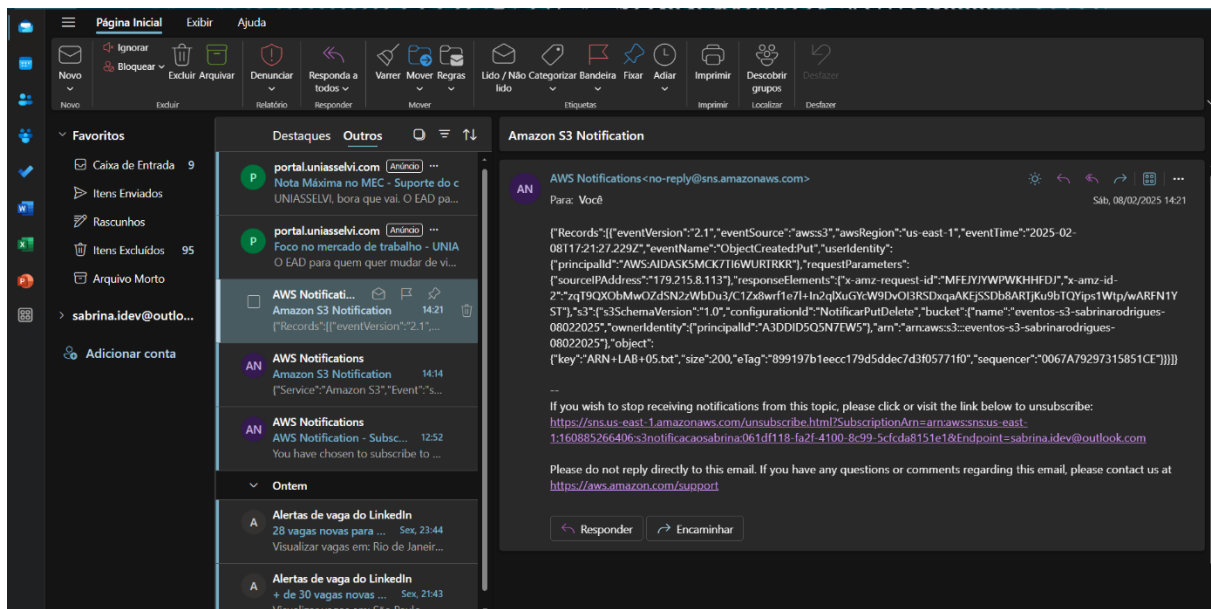 Página Inicial Exibir Ajuda
Novo
Ignorar
Bloquear
Excluir Arquivar
Denunciar
Responda a
todos
Varrer Mover Regras
Lido / Não
lido
Categorizar Bandeira Fixar Adiar
Imprimir
Descobrir
grupos
Desfazer
Novo Excluir Relatório Responder Mover Etiquetas Imprimir Localizar Desfazer
Favoritos
Caixa de Entrada 9
Itens Enviados
Rascunhos
Itens Excluídos 95
Arquivo Morto
sabrina.idev@outlo...
Adicionar conta
Destaques Outros
P
portal.uniasselvi.com Anúncio ...
Nota Máxima no MEC - Suporte do c
UNIASSELVI, bora que vai. O EAD pa...
P
portal.uniasselvi.com Anúncio ...
Foco no mercado de trabalho - UNIA
O EAD para quem quer mudar de vi...
AWS Notificati...
Amazon S3 Notification 14:21
{"Records":[{"eventVersion":"2.1",...
AN
AWS Notifications
Amazon S3 Notification 14:14
{"Service":"Amazon S3","Event":"s...
AN
AWS Notifications
AWS Notification - Subsc... 12:52
You have chosen to subscribe to ...
Ontem
A
Alertas de vaga do LinkedIn
28 vagas novas para ... Sex, 23:44
Visualizar vagas em: Rio de Janeir...
A
Alertas de vaga do LinkedIn
+ de 30 vagas novas ... Sex, 21:43
Amazon S3 Notification
AN
AWS Notifications<no-reply@sns.amazonaws.com>
Para: Você
Sáb, 08/02/2025 14:21
{"Records":[{"eventVersion":"2.1","eventSource":"aws:s3","awsRegion":"us-east-1","eventTime":"2025-02-
08T17:21:27.229Z","eventName":"ObjectCreated:Put","userIdentity":
{"principalId":"AWS:AIDASK5MCK7TI6WURTRKR"},"requestParameters":
{"sourceIPAddress":"179.215.8.113"},"responseElements":{"x-amz-request-id":"MFEJYJYWPWKHHFDJ","x-amz-id-
2":"zqT9QXObMwOZdSN2zWbDu3/C1Zx8wrf1e7l+In2qlXuGYcW9DvOl3RSDxqaAKEjSSDb8ARTjKu9bTQYips1Wtp/wARFN1Y
ST"},"s3":{"s3SchemaVersion":"1.0","configurationId":"NotificarPutDelete","bucket":{"name":"eventos-s3-sabrinarodrigues-
08022025","ownerIdentity":{"principalId":"A3DDID5Q5N7EW5"},"arn":"arn:aws:s3:::eventos-s3-sabrinarodrigues-
08022025"},"object":
{"key":"ARN+LAB+05.txt","size":200,"eTag":"899197b1eecc179d5ddec7d3f05771f0","sequencer":"0067A79297315851CE"}}}]}
--
If you wish to stop receiving notifications from this topic, please click or visit the link below to unsubscribe:
https://sns.us-east-1.amazonaws.com/unsubscribe.html?SubscriptionArn=arn:aws:sns:us-east-
1:160885266406:s3notificacaosabrina:061df118-fa2f-4100-8c99-5cfcda8151e1&Endpoint=sabrina.idev@outlook.com
Please do not reply directly to this email. If you have any questions or comments regarding this email, please contact us at
https://aws.amazon.com/support
Responder Encaminhar